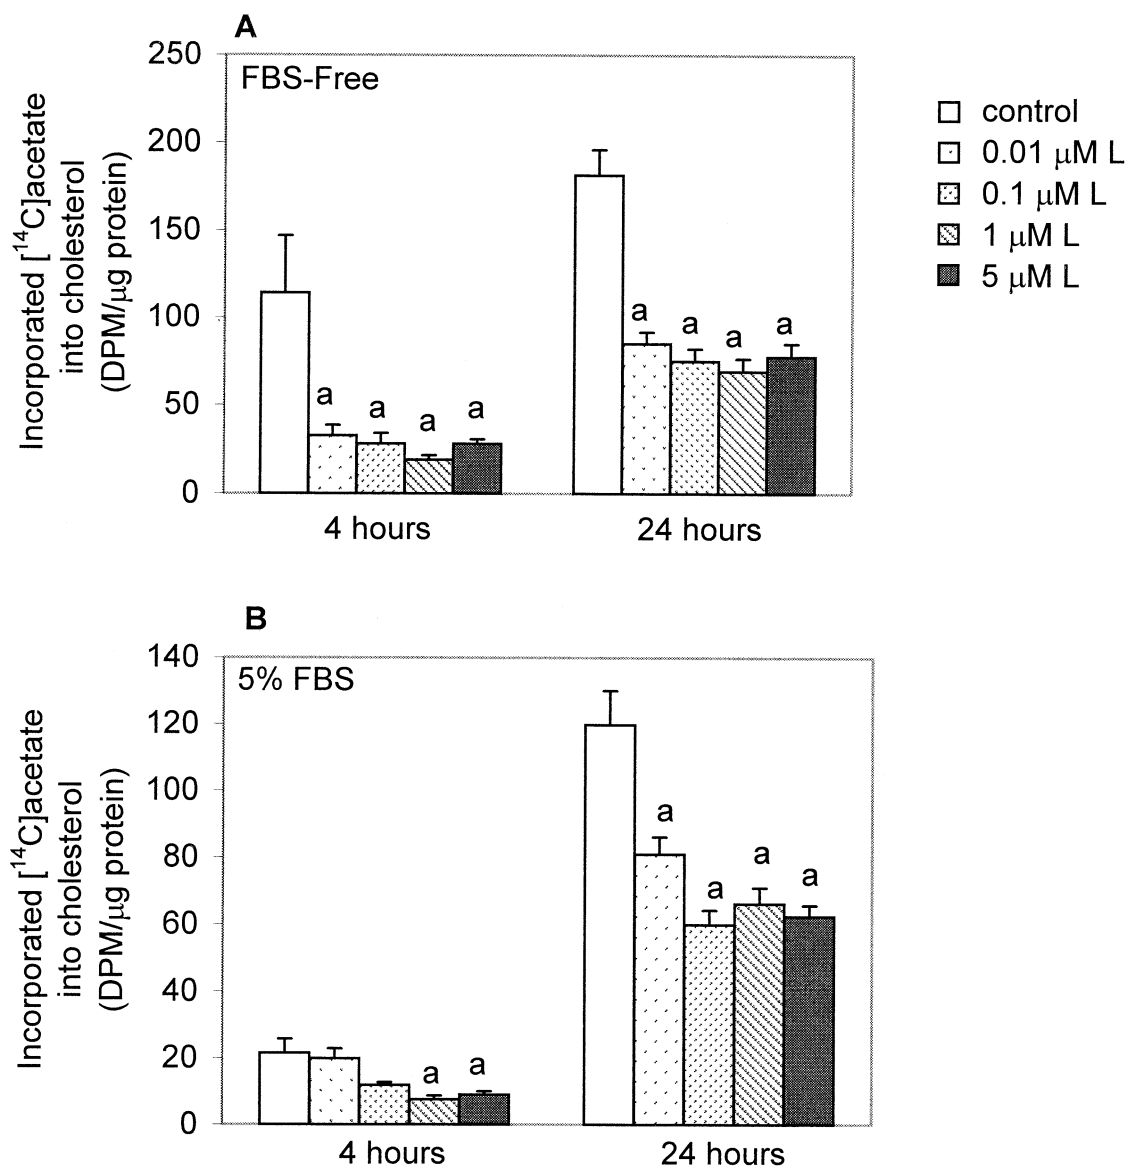 A
FBS-Free
250
200
150
100
50
0
Incorporated [14C]acetate
into cholesterol
(DPM/μg protein)
a a a a
a a a a
4 hours 24 hours
control
0.01 μM L
0.1 μM L
1 μM L
5 μM L
B
5% FBS
140
120
100
80
60
40
20
0
Incorporated [14C]acetate
into cholesterol
(DPM/μg protein)
a a
a a a a
4 hours 24 hours